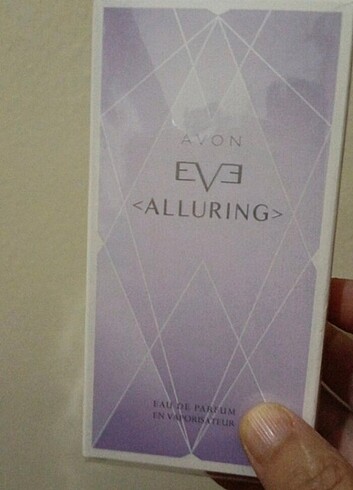 AVON
EVE
<ALLURING>
EAU DE PARFUM
EN VAPORISATEUR